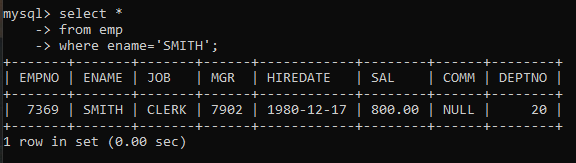 mysql> select *
    -> from emp
    -> where ename='SMITH';
+-------+-------+-------+------+------------+--------+------+--------+
| EMPNO | ENAME | JOB   | MGR  | HIREDATE   | SAL    | COMM | DEPTNO |
+-------+-------+-------+------+------------+--------+------+--------+
|  7369 | SMITH | CLERK | 7902 | 1980-12-17 | 800.00 | NULL |     20 |
+-------+-------+-------+------+------------+--------+------+--------+
1 row in set (0.00 sec)